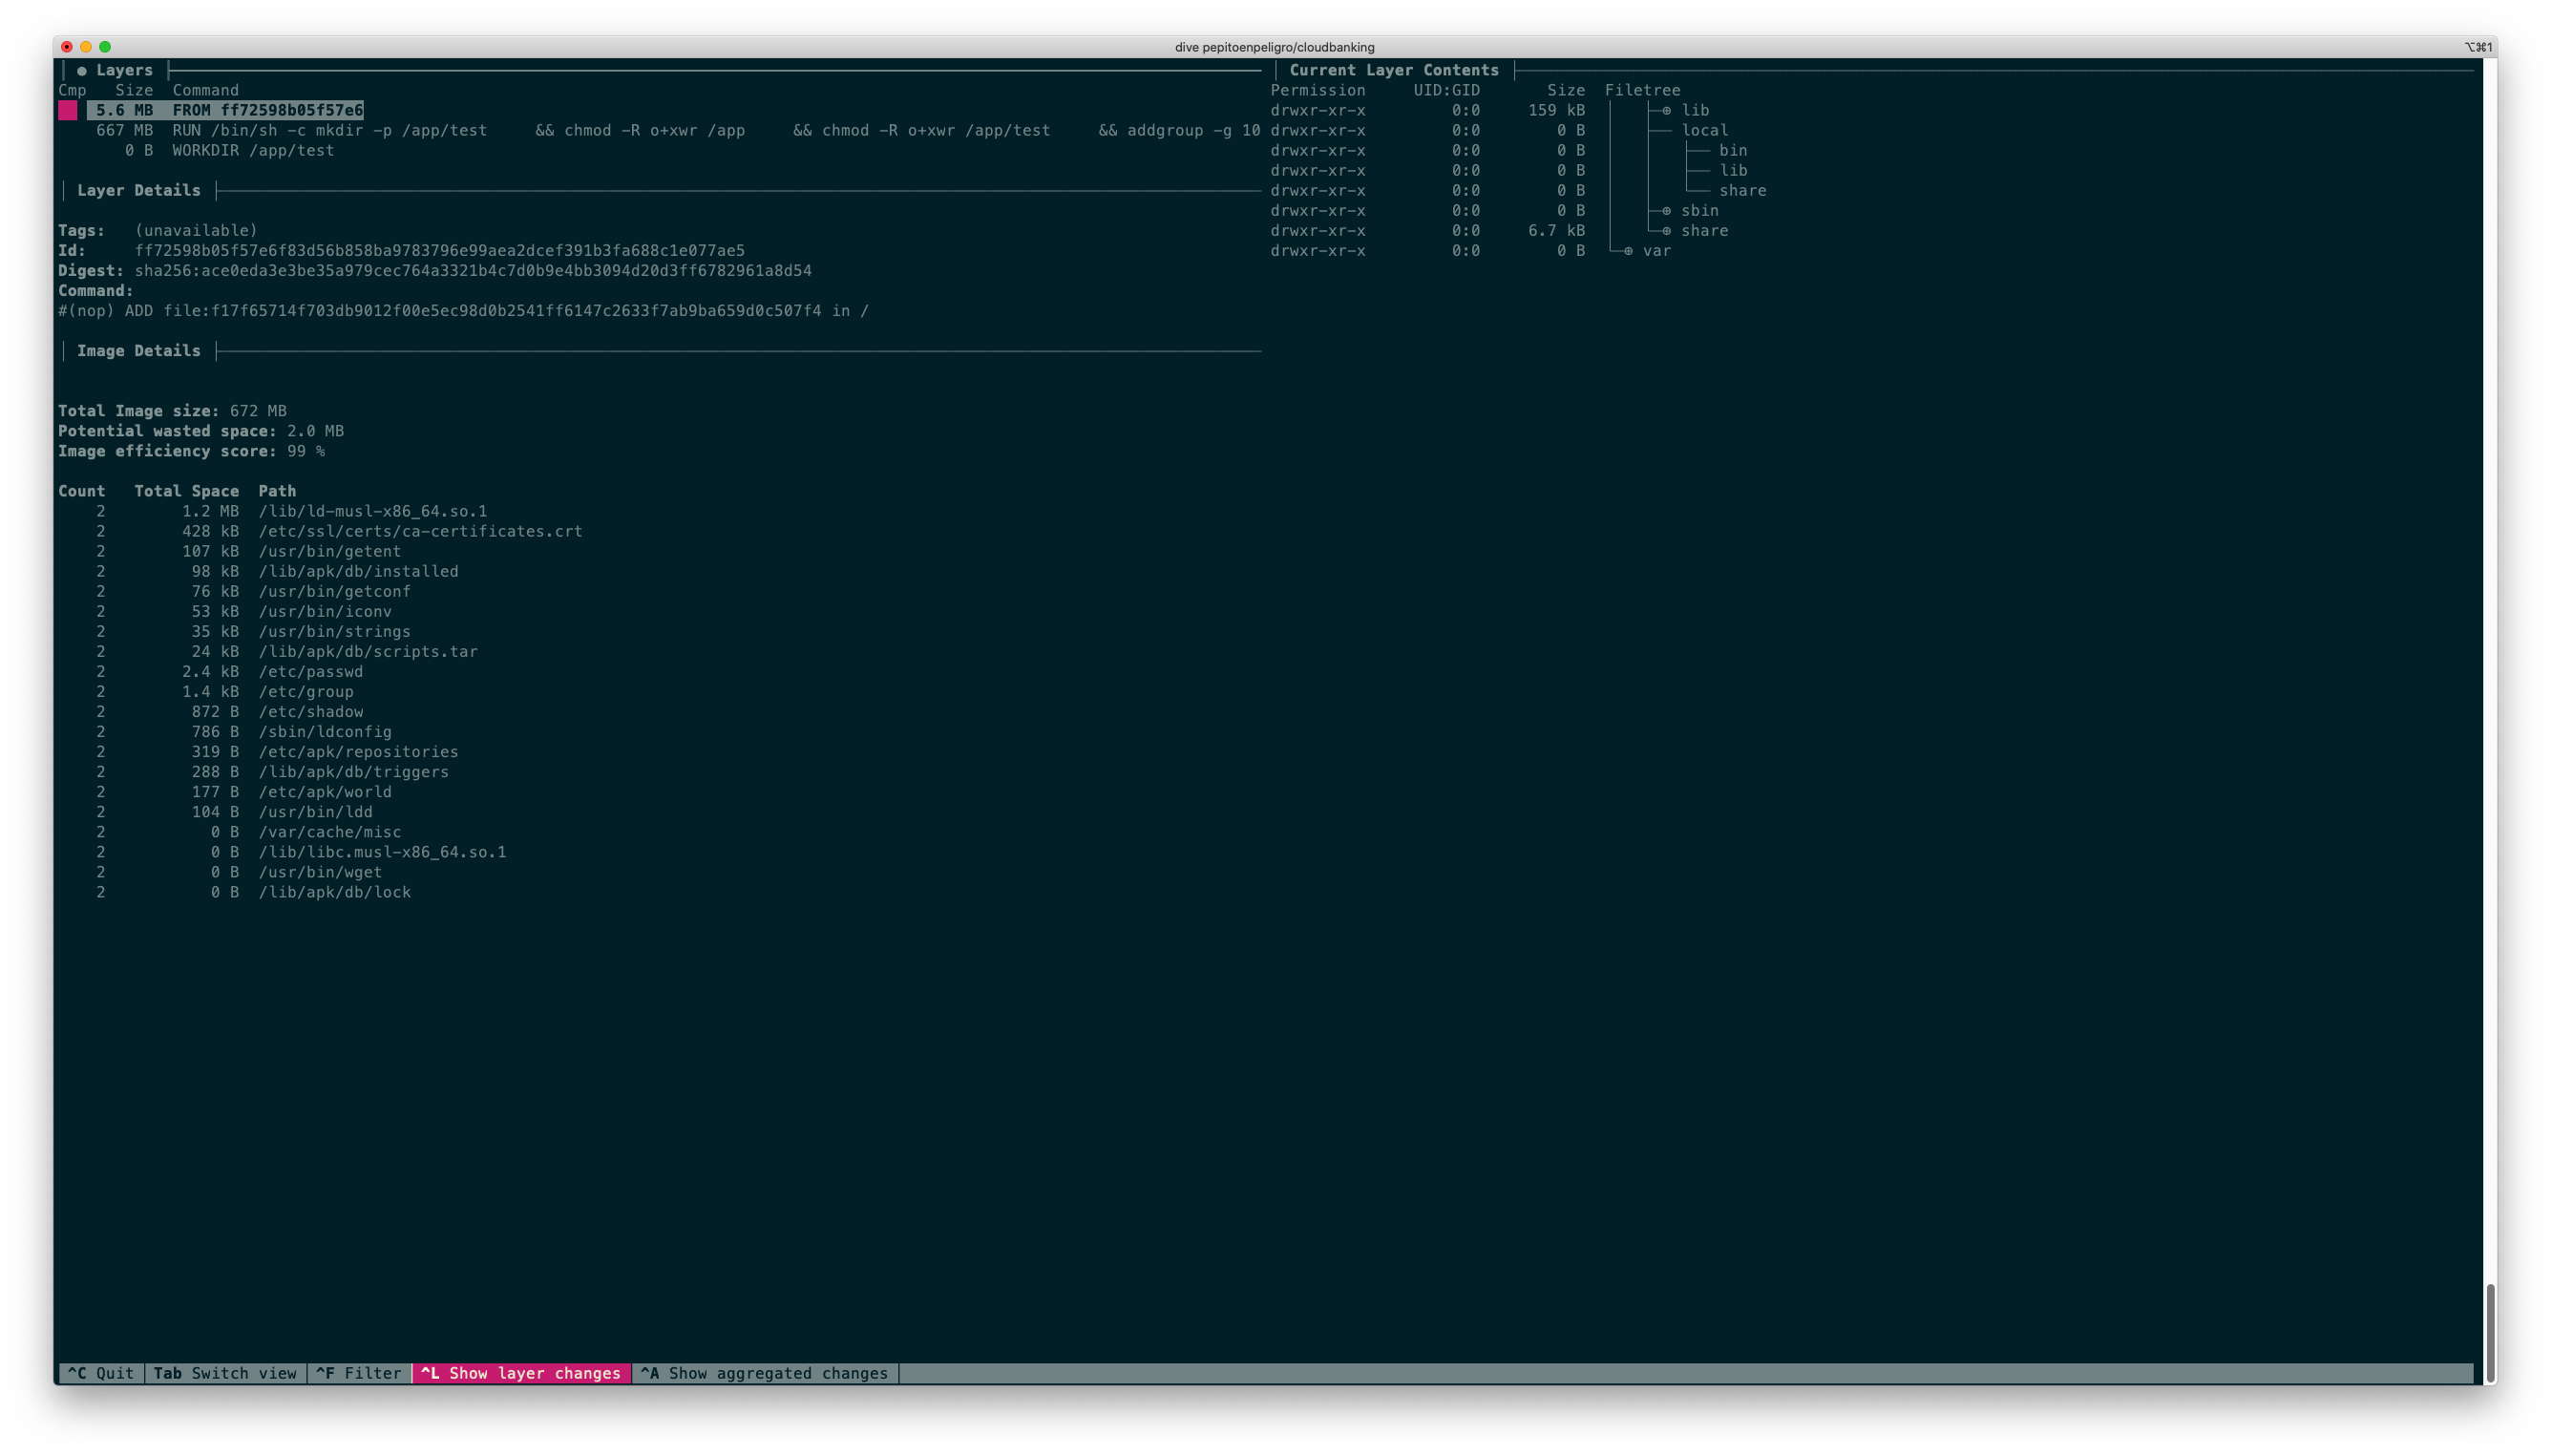 dive pepitoenpeligro/cloudbanking
⌥⌘1
│ ● Layers ├
Cmp   Size  Command
5.6 MB  FROM ff72598b05f57e6
667 MB  RUN /bin/sh -c mkdir -p /app/test     && chmod -R o+xwr /app     && chmod -R o+xwr /app/test     && addgroup -g 10
0 B  WORKDIR /app/test
│ Layer Details ├
Tags:   (unavailable)
Id:     ff72598b05f57e6f83d56b858ba9783796e99aea2dcef391b3fa688c1e077ae5
Digest: sha256:ace0eda3e3be35a979cec764a3321b4c7d0b9e4bb3094d20d3ff6782961a8d54
Command:
#(nop) ADD file:f17f65714f703db9012f00e5ec98d0b2541ff6147c2633f7ab9ba659d0c507f4 in /
│ Image Details ├
Total Image size: 672 MB
Potential wasted space: 2.0 MB
Image efficiency score: 99 %
Count   Total Space  Path
2        1.2 MB  /lib/ld-musl-x86_64.so.1
2        428 kB  /etc/ssl/certs/ca-certificates.crt
2        107 kB  /usr/bin/getent
2         98 kB  /lib/apk/db/installed
2         76 kB  /usr/bin/getconf
2         53 kB  /usr/bin/iconv
2         35 kB  /usr/bin/strings
2         24 kB  /lib/apk/db/scripts.tar
2        2.4 kB  /etc/passwd
2        1.4 kB  /etc/group
2         872 B  /etc/shadow
2         786 B  /sbin/ldconfig
2         319 B  /etc/apk/repositories
2         288 B  /lib/apk/db/triggers
2         177 B  /etc/apk/world
2         104 B  /usr/bin/ldd
2           0 B  /var/cache/misc
2           0 B  /lib/libc.musl-x86_64.so.1
2           0 B  /usr/bin/wget
2           0 B  /lib/apk/db/lock
│ Current Layer Contents ├
Permission     UID:GID       Size  Filetree
drwxr-xr-x         0:0     159 kB  │   ├─⊕ lib
drwxr-xr-x         0:0        0 B  │   ├── local
drwxr-xr-x         0:0        0 B  │   │   ├── bin
drwxr-xr-x         0:0        0 B  │   │   ├── lib
drwxr-xr-x         0:0        0 B  │   │   └── share
drwxr-xr-x         0:0        0 B  │   ├─⊕ sbin
drwxr-xr-x         0:0     6.7 kB  │   └─⊕ share
drwxr-xr-x         0:0        0 B  └─⊕ var
^C Quit │ Tab Switch view │ ^F Filter │ ^L Show layer changes │ ^A Show aggregated changes │